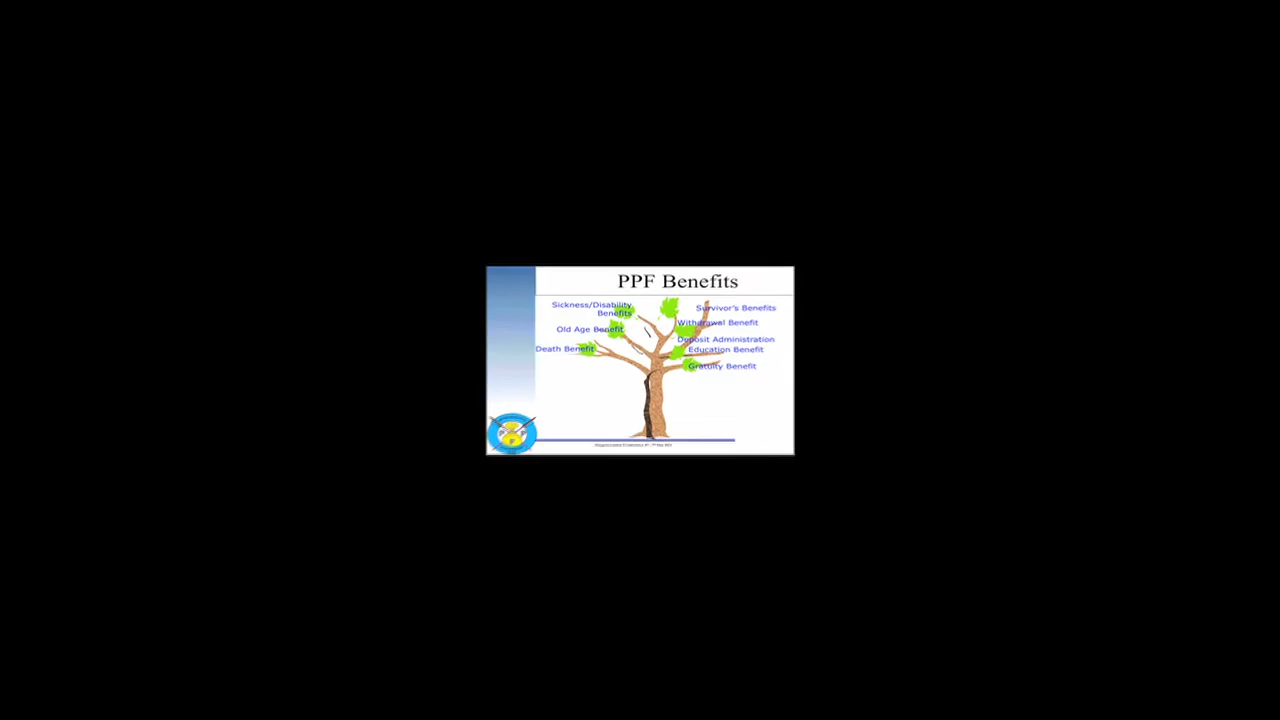 PPF Benefits
Sickness/Disability
Benefits
Old Age Benefit
Death Benefit
Survivor's Benefits
Withdrawal Benefit
Deposit Administration
Education Benefit
Gratuity Benefit